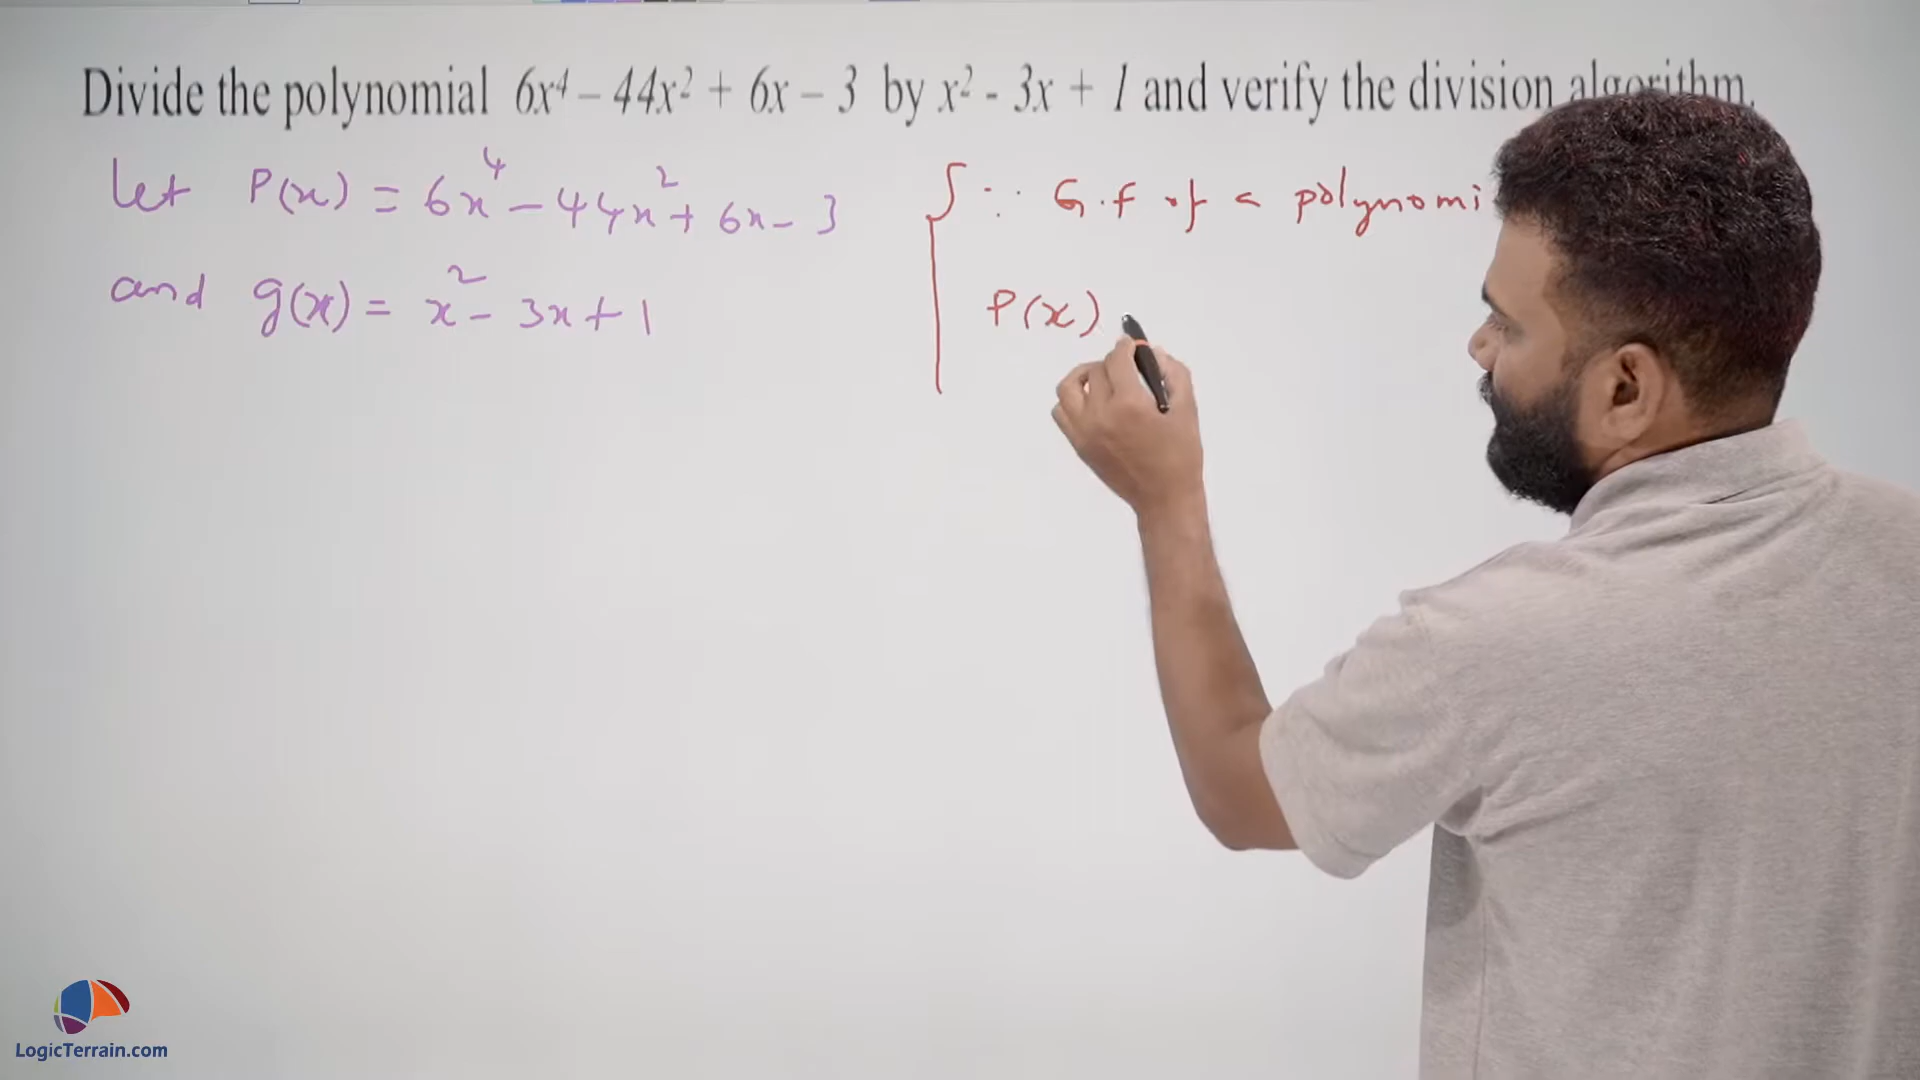 Divide the polynomial 6x⁴ – 44x² + 6x – 3 by x² - 3x + 1 and verify the division algorithm.
let P(x) = 6x⁴ – 44x² + 6x – 3
and g(x) = x² – 3x + 1
{ ∵ G.f of a polynomi
P(x)
LogicTerrain.com